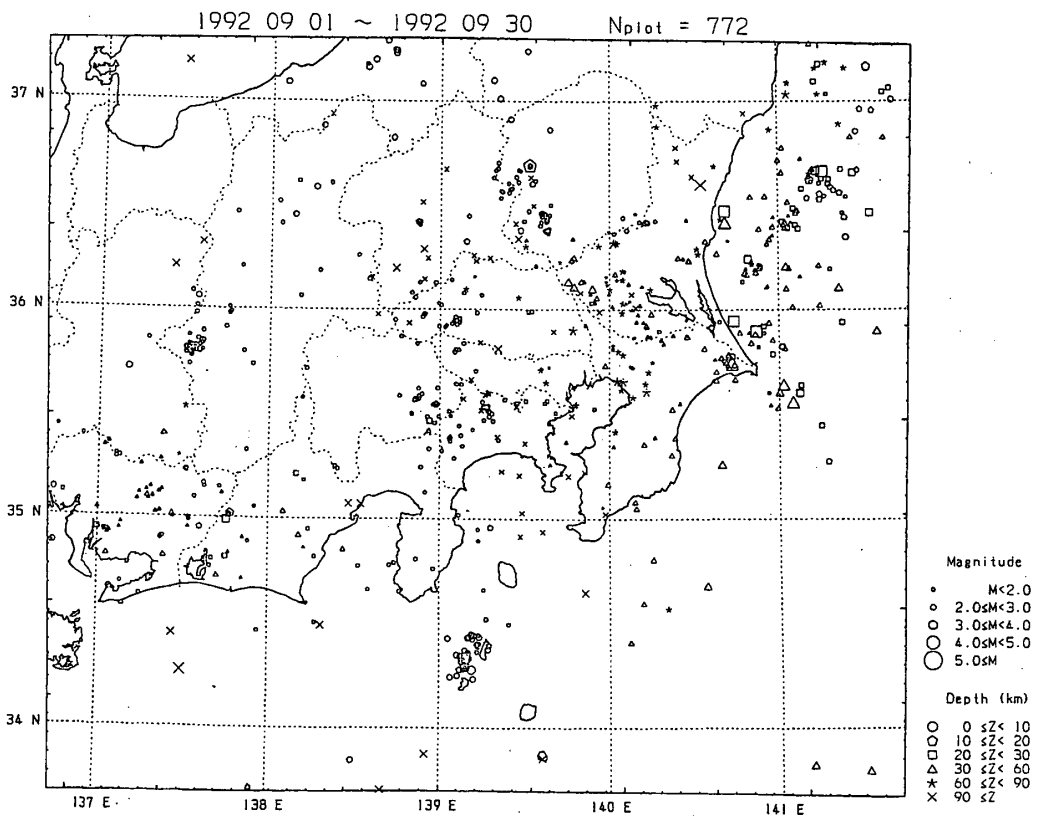 1992 09 01 ~ 1992 09 30 Nplot = 772
37 N
36 N
35 N
34 N
137 E
138 E
139 E
140 E
141 E
Magnitude
M<2.0
2.0≤M<3.0
3.0≤M<4.0
4.0≤M<5.0
5.0≤M
Depth (km)
0 ≤Z< 10
10 ≤Z< 20
20 ≤Z< 30
30 ≤Z< 60
60 ≤Z< 90
90 ≤Z